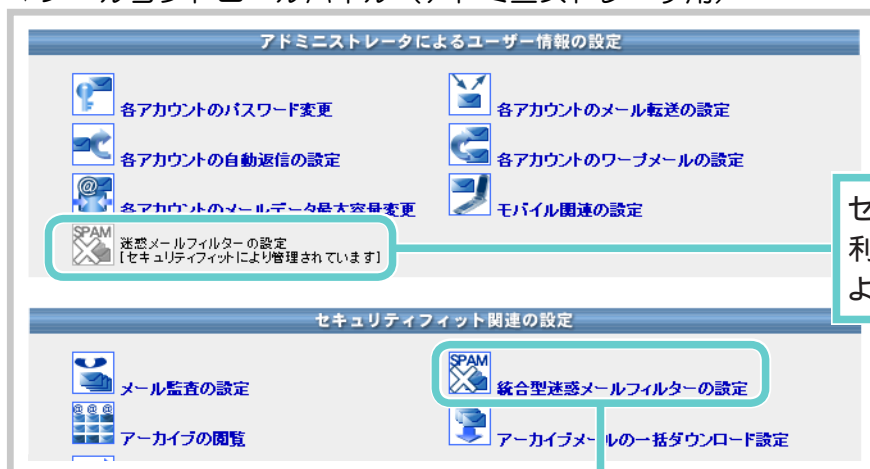 アドミニストレータによるユーザー情報の設定
各アカウントのパスワード変更
各アカウントのメール転送の設定
各アカウントの自動返信の設定
各アカウントのワープメールの設定
各アカウントのメールデータ最大容量変更
モバイル関連の設定
SPAM
迷惑メールフィルターの設定
[セキュリティフィットにより管理されています]
セ
利
よ
セキュリティフィット関連の設定
メール監査の設定
SPAM
統合型迷惑メールフィルターの設定
アーカイブの閲覧
アーカイブメールの一括ダウンロード設定